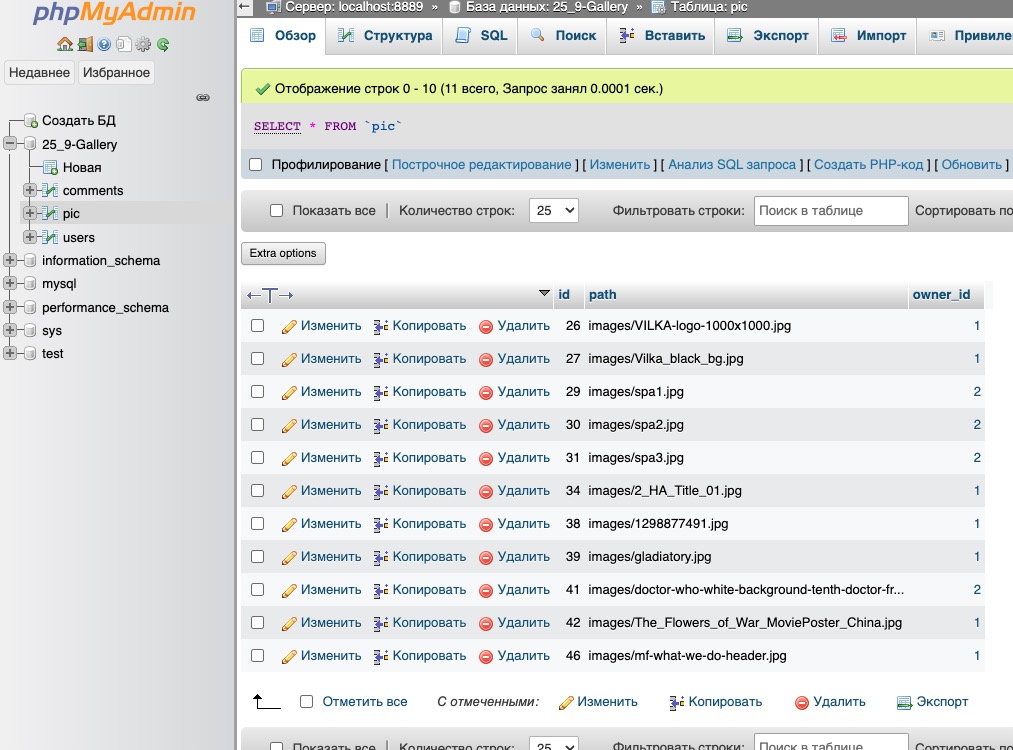 phpMyAdmin
Недавнее Избранное
Создать БД
25_9-Gallery
Новая
comments
pic
users
information_schema
mysql
performance_schema
sys
test
Сервер: localhost:8889 » База данных: 25_9-Gallery » Таблица: pic
Обзор Структура SQL Поиск Вставить Экспорт Импорт Привиле
Отображение строк 0 - 10 (11 всего, Запрос занял 0.0001 сек.)
SELECT * FROM `pic`
Профилирование [ Построчное редактирование ] [ Изменить ] [ Анализ SQL запроса ] [ Создать PHP-код ] [ Обновить ]
Показать все | Количество строк: 25 Фильтровать строки: Поиск в таблице Сортировать по
Extra options
←T→ id path owner_id
Изменить Копировать Удалить 26 images/VILKA-logo-1000x1000.jpg 1
Изменить Копировать Удалить 27 images/Vilka_black_bg.jpg 1
Изменить Копировать Удалить 29 images/spa1.jpg 2
Изменить Копировать Удалить 30 images/spa2.jpg 2
Изменить Копировать Удалить 31 images/spa3.jpg 2
Изменить Копировать Удалить 34 images/2_HA_Title_01.jpg 1
Изменить Копировать Удалить 38 images/1298877491.jpg 1
Изменить Копировать Удалить 39 images/gladiatory.jpg 1
Изменить Копировать Удалить 41 images/doctor-who-white-background-tenth-doctor-fr... 2
Изменить Копировать Удалить 42 images/The_Flowers_of_War_MoviePoster_China.jpg 1
Изменить Копировать Удалить 46 images/mf-what-we-do-header.jpg 1
Отметить все С отмеченными: Изменить Копировать Удалить Экспорт
Показать все | Количество строк: 25 Фильтровать строки: Поиск в таблице Сортировать по